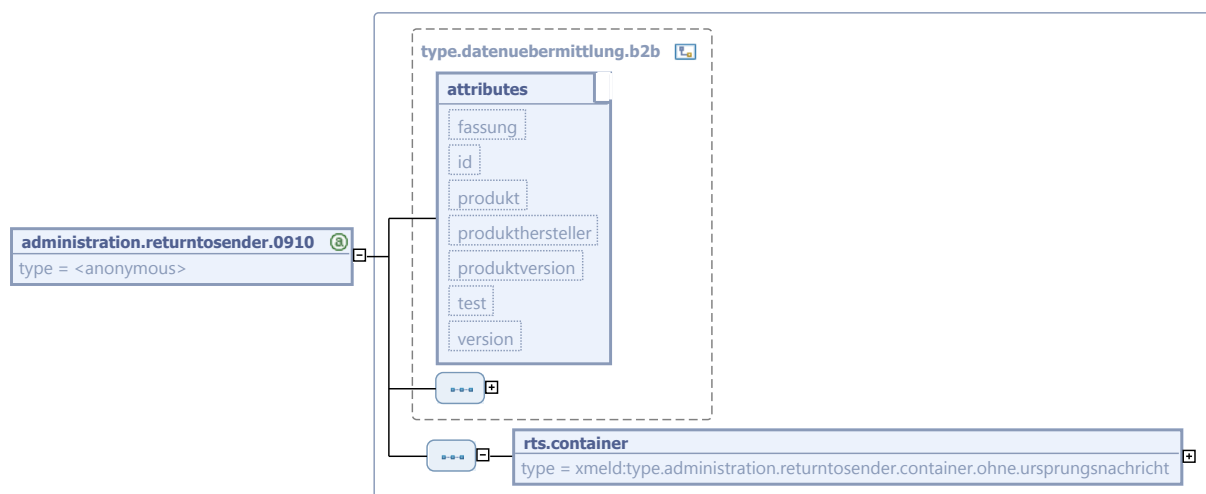 type.datenuebermittlung.b2b
attributes
fassung
id
produkt
produkthersteller
produktversion
test
version
administration.returntosender.0910
type = <anonymous>
rts.container
type = xmeld:type.administration.returntosender.container.ohne.ursprungsnachricht